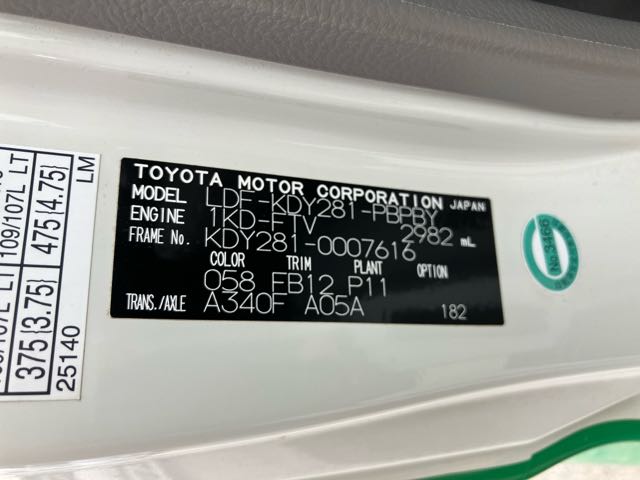 TOYOTA MOTOR CORPORATION JAPAN
MODEL LDF-KDY281-PBPBY
ENGINE 1KD-FTV 2982 mL
FRAME No. KDY281-0007616
COLOR TRIM PLANT OPTION
058 FB12 P11
TRANS./AXLE A340F A05A 182
109/107L LT
375{3.75} 475{4.75}
25140 LM
No.3466